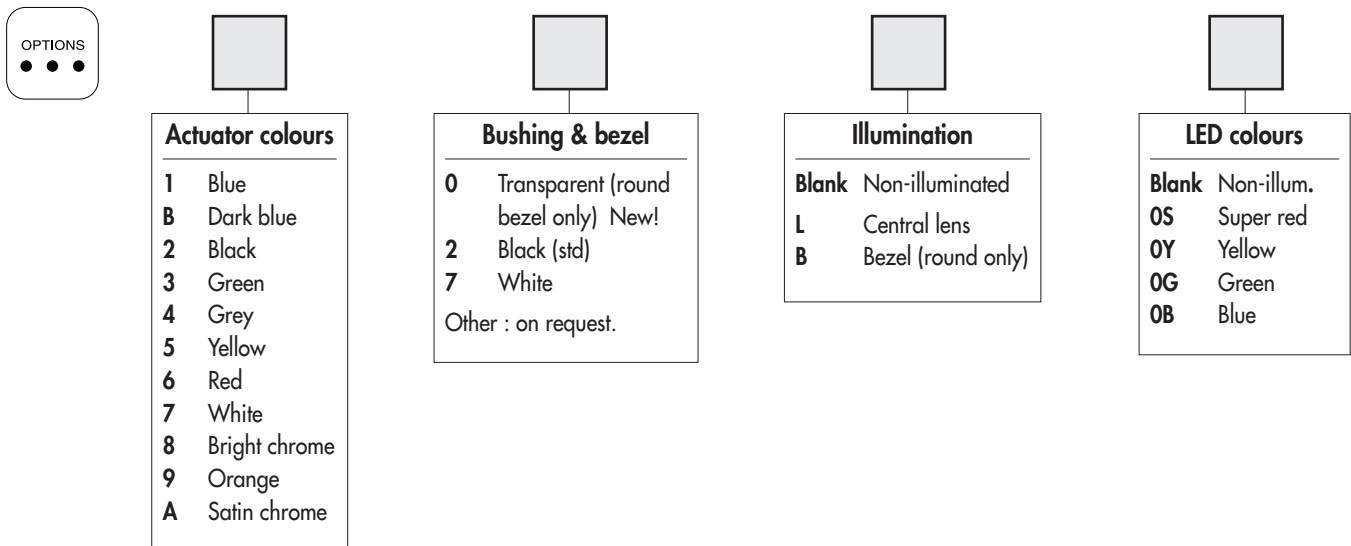 OPTIONS
Actuator colours
1 Blue
B Dark blue
2 Black
3 Green
4 Grey
5 Yellow
6 Red
7 White
8 Bright chrome
9 Orange
A Satin chrome
Bushing & bezel
0 Transparent (round
bezel only) New!
2 Black (std)
7 White
Other : on request.
Illumination
Blank Non-illuminated
L Central lens
B Bezel (round only)
LED colours
Blank Non-illum.
0S Super red
0Y Yellow
0G Green
0B Blue